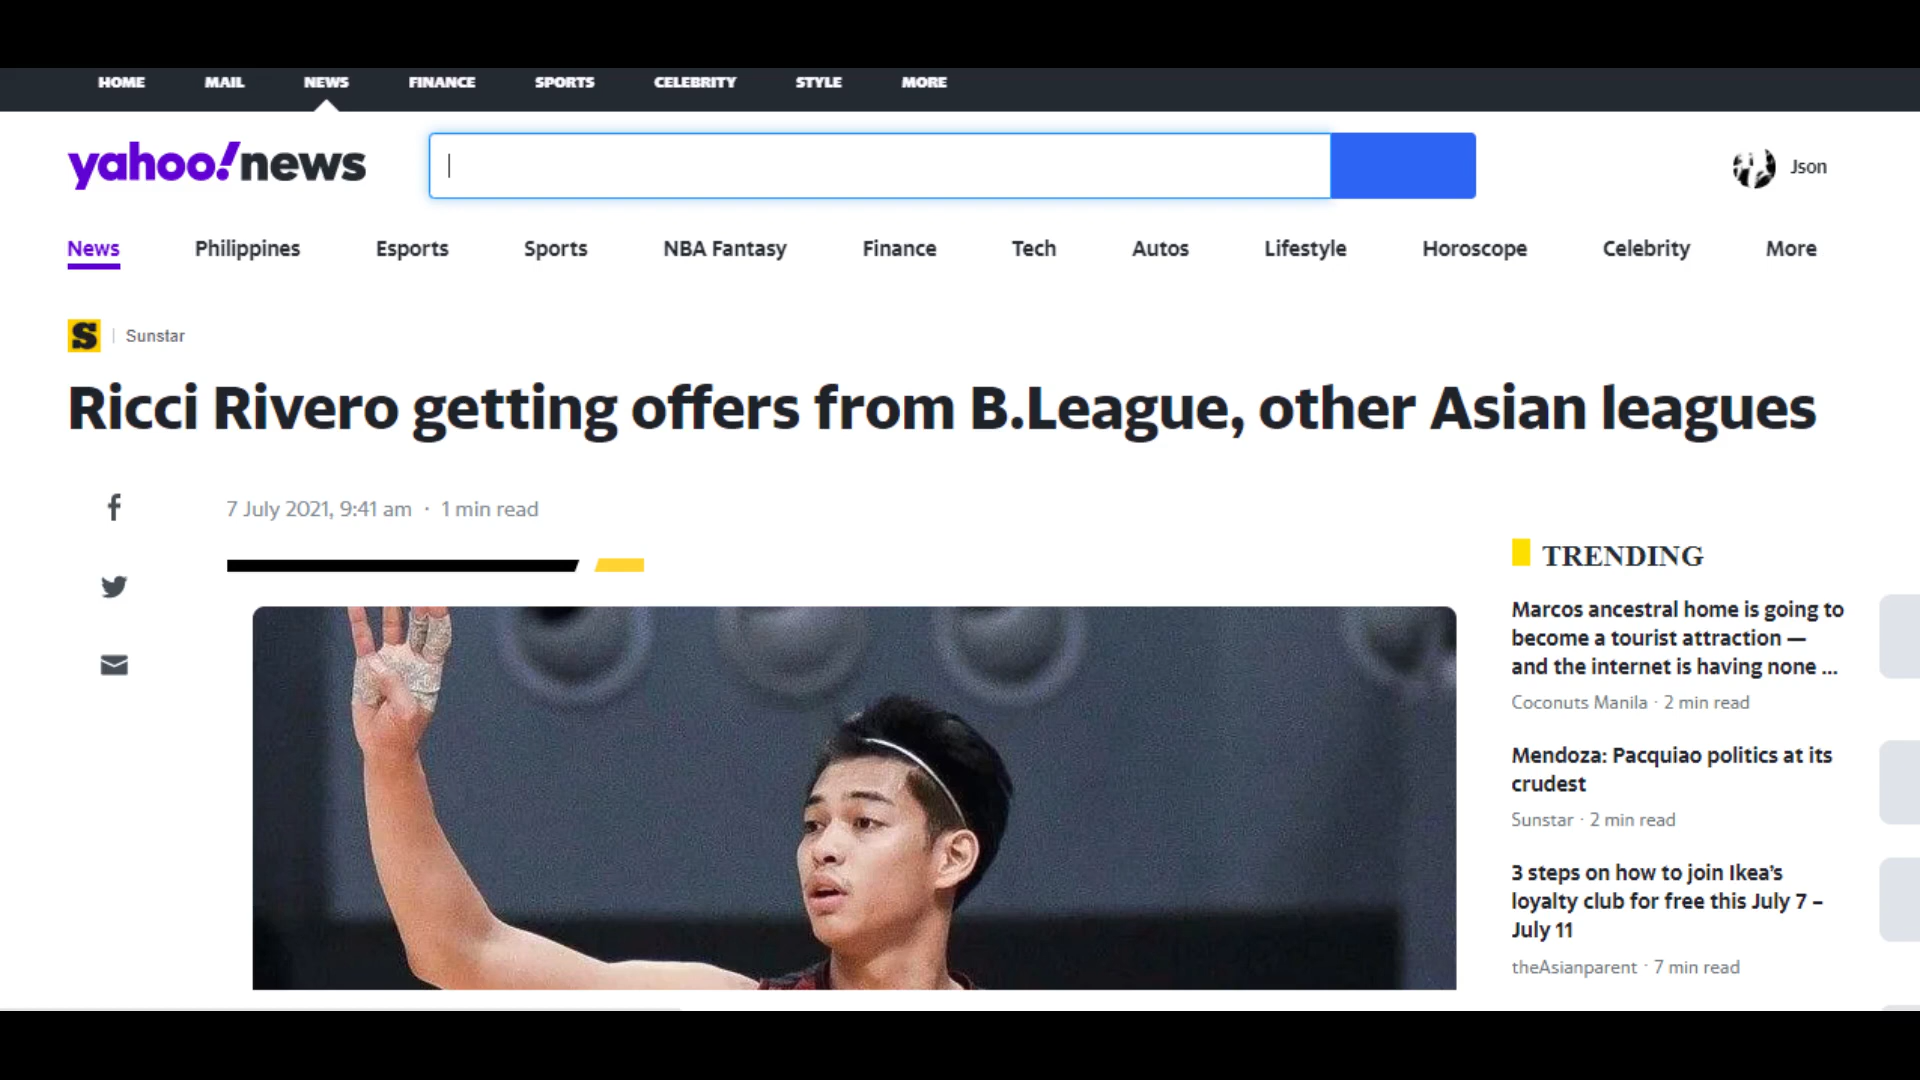 HOME MAIL NEWS FINANCE SPORTS CELEBRITY STYLE MORE
yahoo!news
Json
News Philippines Esports Sports NBA Fantasy Finance Tech Autos Lifestyle Horoscope Celebrity More
S | Sunstar
Ricci Rivero getting offers from B.League, other Asian leagues
7 July 2021, 9:41 am · 1 min read
TRENDING
Marcos ancestral home is going to
become a tourist attraction —
and the internet is having none ...
Coconuts Manila · 2 min read
Mendoza: Pacquiao politics at its
crudest
Sunstar · 2 min read
3 steps on how to join Ikea's
loyalty club for free this July 7 –
July 11
theAsianparent · 7 min read